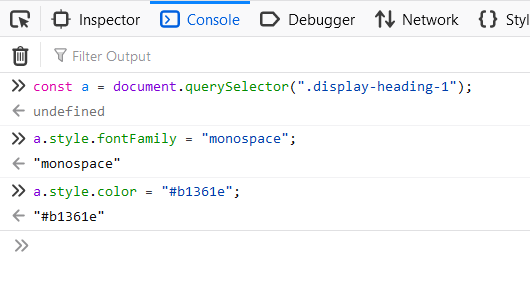 Inspector Console Debugger Network {} Styl
Filter Output
>> const a = document.querySelector(".display-heading-1");
← undefined
>> a.style.fontFamily = "monospace";
← "monospace"
>> a.style.color = "#b1361e";
← "#b1361e"
>>